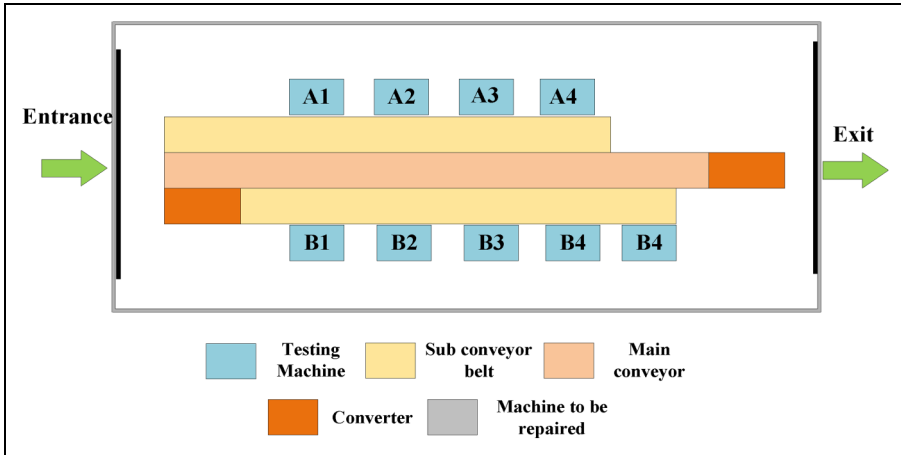 A1 A2 A3 A4
Entrance
Exit
B1 B2 B3 B4 B4
Testing
Machine
Sub conveyor
belt
Main
conveyor
Converter
Machine to be
repaired